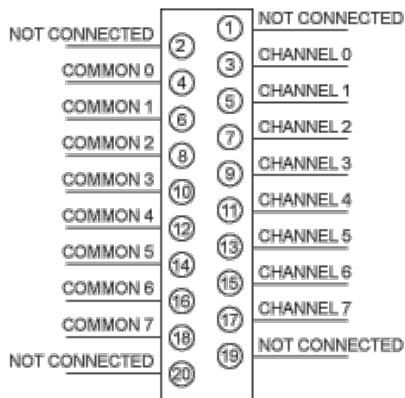 NOT CONNECTED 2 1 NOT CONNECTED
COMMON 0 4 3 CHANNEL 0
COMMON 1 6 5 CHANNEL 1
COMMON 2 8 7 CHANNEL 2
COMMON 3 10 9 CHANNEL 3
COMMON 4 12 11 CHANNEL 4
COMMON 5 14 13 CHANNEL 5
COMMON 6 16 15 CHANNEL 6
COMMON 7 18 17 CHANNEL 7
NOT CONNECTED 20 19 NOT CONNECTED